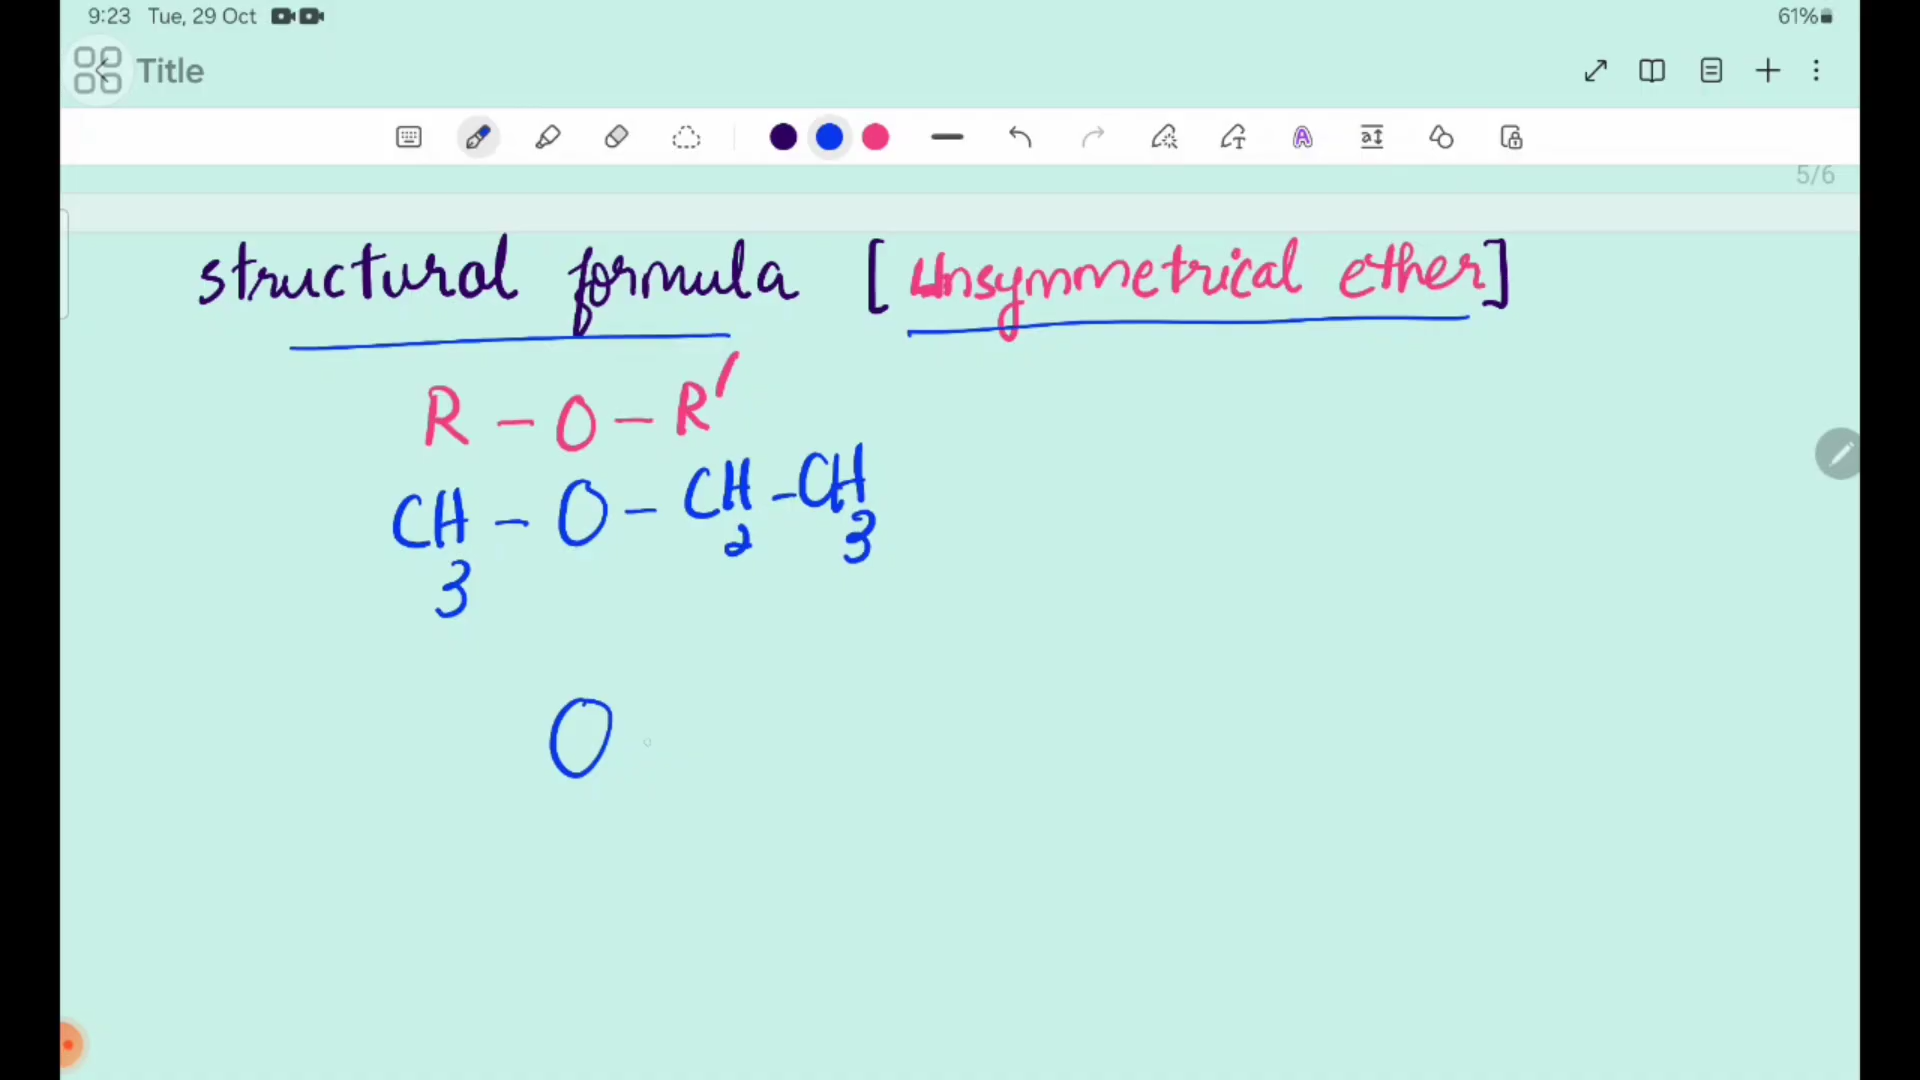 9:23 Tue, 29 Oct 61%
Title
5/6
structural formula [Unsymmetrical ether]
R - O - R'
CH3 - O - CH2 - CH3
O